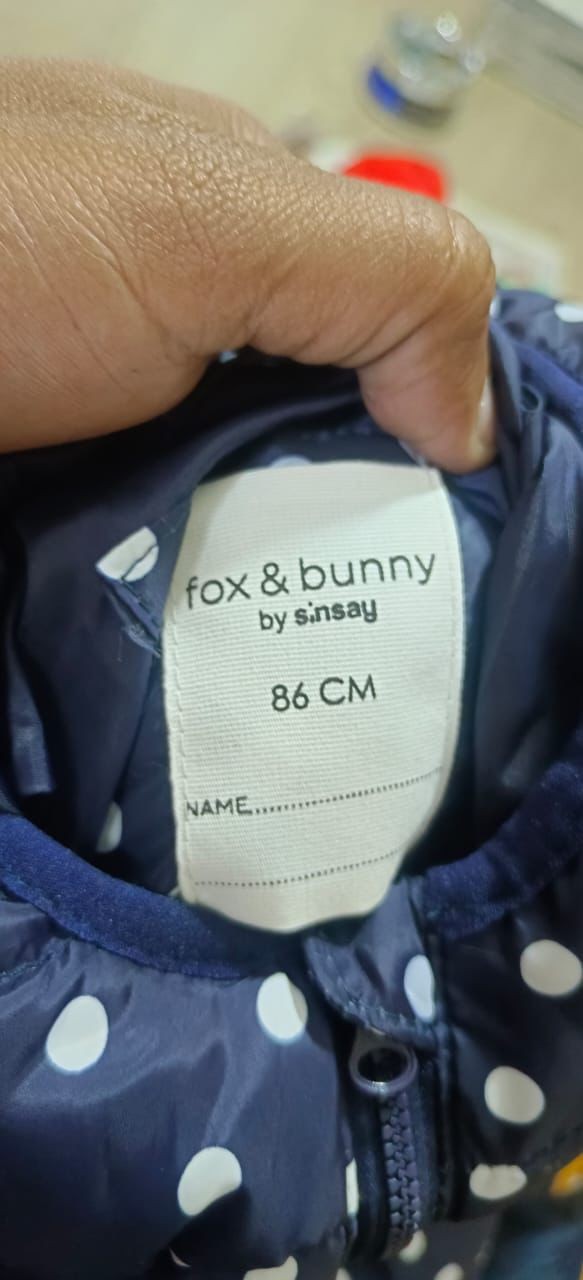 fox & bunny
by sinsay
86 CM
NAME....................................
....................................